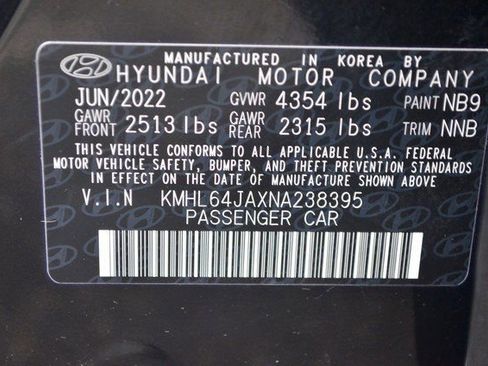 MANUFACTURED IN KOREA BY
HYUNDAI MOTOR COMPANY
JUN/2022 GVWR 4354 lbs PAINT NB9
GAWR FRONT 2513 lbs GAWR REAR 2315 lbs TRIM NNB
THIS VEHICLE CONFORMS TO ALL APPLICABLE U.S.A. FEDERAL
MOTOR VEHICLE SAFETY, BUMPER, AND THEFT PREVENTION STANDARDS
IN EFFECT ON THE DATE OF MANUFACTURE SHOWN ABOVE
V.I.N KMHL64JAXNA238395
PASSENGER CAR